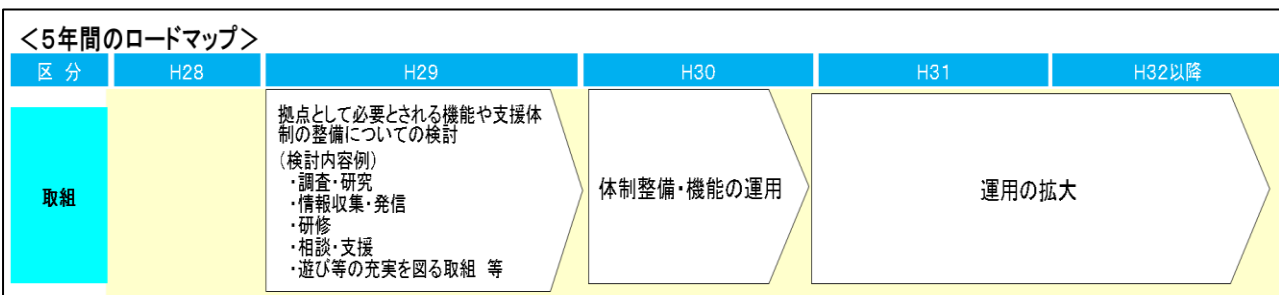 ＜5年間のロードマップ＞
区 分 H28 H29 H30 H31 H32以降
取組
拠点として必要とされる機能や支援体
制の整備についての検討
(検討内容例)
・調査・研究
・情報収集・発信
・研修
・相談・支援
・遊び等の充実を図る取組 等
体制整備・機能の運用
運用の拡大